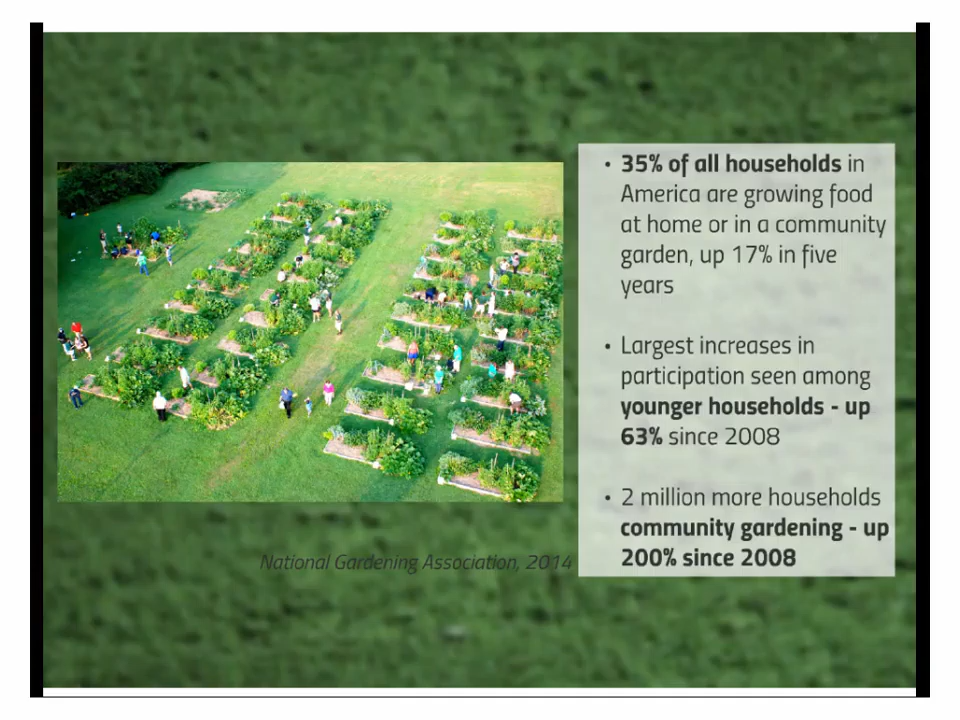 • 35% of all households in
America are growing food
at home or in a community
garden, up 17% in five
years
• Largest increases in
participation seen among
younger households - up
63% since 2008
• 2 million more households
community gardening - up
200% since 2008
National Gardening Association, 2014